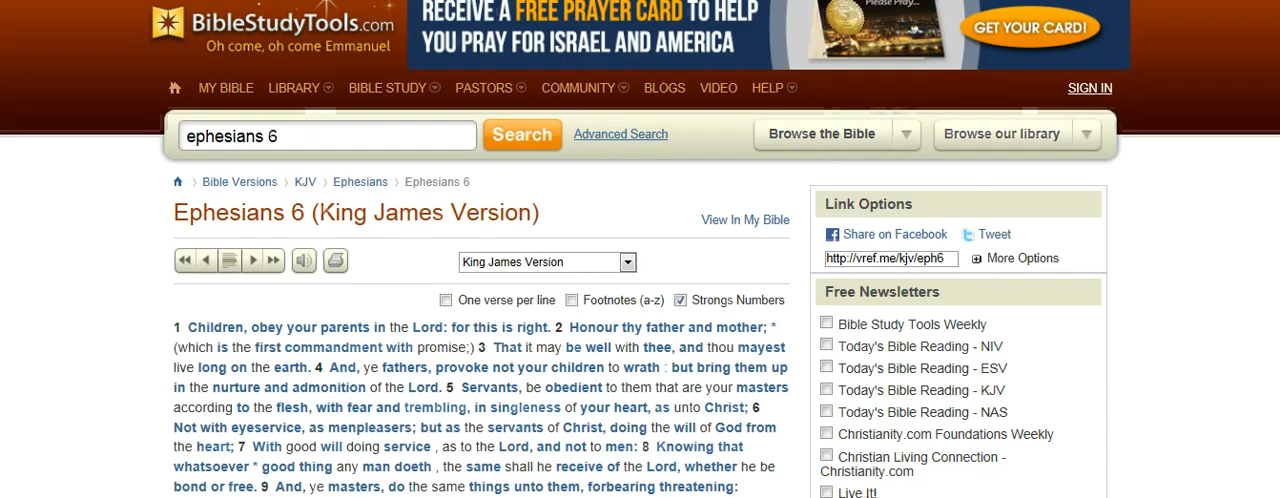 RECEIVE A FREE PRAYER CARD TO HELP
YOU PRAY FOR ISRAEL AND AMERICA
Please Pray...
GET YOUR CARD!
BibleStudyTools.com
Oh come, oh come Emmanuel
MY BIBLE LIBRARY BIBLE STUDY PASTORS COMMUNITY BLOGS VIDEO HELP SIGN IN
ephesians 6 Search Advanced Search Browse the Bible Browse our library
Bible Versions KJV Ephesians Ephesians 6
Ephesians 6 (King James Version)
View In My Bible
King James Version
One verse per line Footnotes (a-z) Strongs Numbers
1 Children, obey your parents in the Lord: for this is right. 2 Honour thy father and mother; *
(which is the first commandment with promise;) 3 That it may be well with thee, and thou mayest
live long on the earth. 4 And, ye fathers, provoke not your children to wrath : but bring them up
in the nurture and admonition of the Lord. 5 Servants, be obedient to them that are your masters
according to the flesh, with fear and trembling, in singleness of your heart, as unto Christ; 6
Not with eyeservice, as menpleasers; but as the servants of Christ, doing the will of God from
the heart; 7 With good will doing service , as to the Lord, and not to men: 8 Knowing that
whatsoever * good thing any man doeth , the same shall he receive of the Lord, whether he be
bond or free. 9 And, ye masters, do the same things unto them, forbearing threatening:
Link Options
Share on Facebook Tweet
http://vref.me/kjv/eph6 More Options
Free Newsletters
Bible Study Tools Weekly
Today's Bible Reading - NIV
Today's Bible Reading - ESV
Today's Bible Reading - KJV
Today's Bible Reading - NAS
Christianity.com Foundations Weekly
Christian Living Connection -
Christianity.com
Live It!